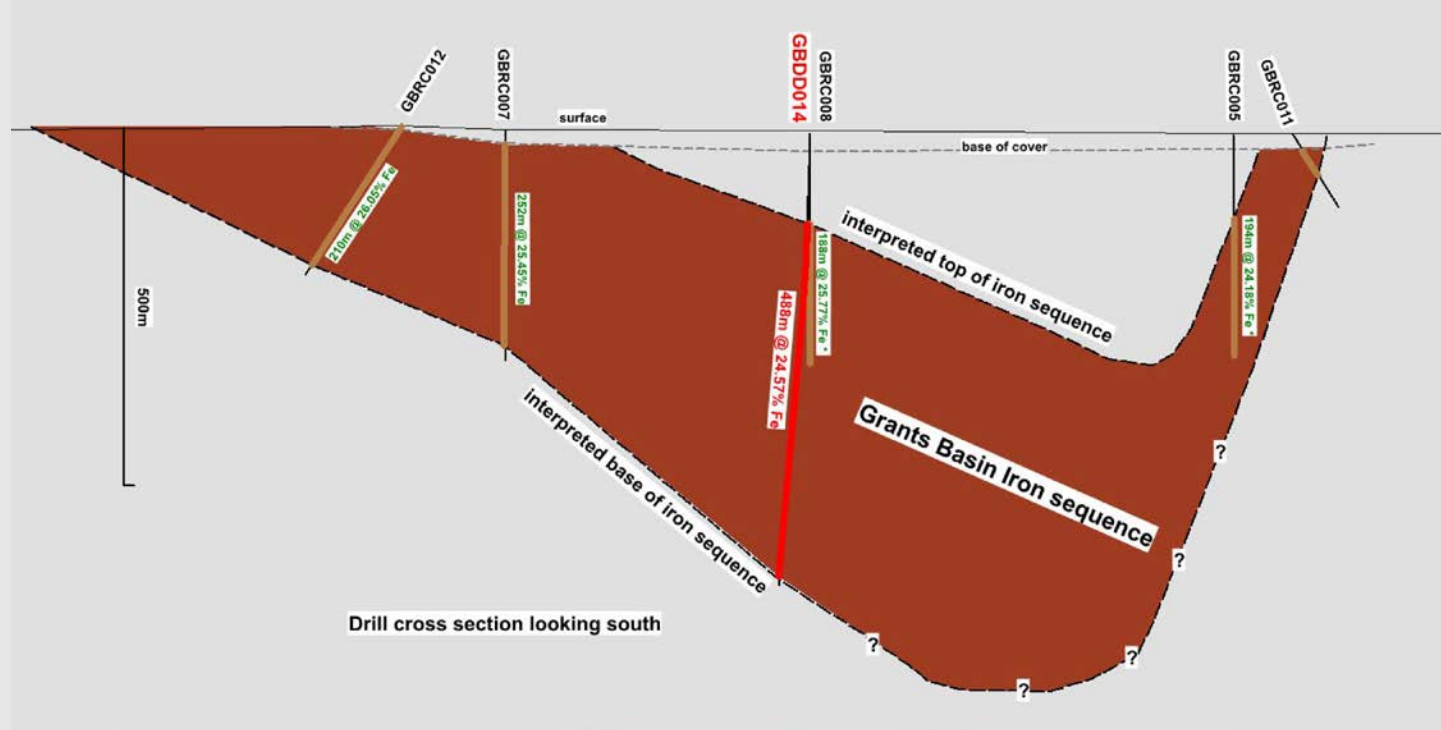 GBRC012
GBRC007
GBDD014
GBRC008
GBRC005
GBRC011
surface
base of cover
210m @ 26.05% Fe
252m @ 25.45% Fe
188m @ 25.77% Fe *
194m @ 24.18% Fe *
interpreted top of iron sequence
500m
488m @ 24.57% Fe
Grants Basin Iron sequence
interpreted base of iron sequence
?
?
Drill cross section looking south
?
?
?